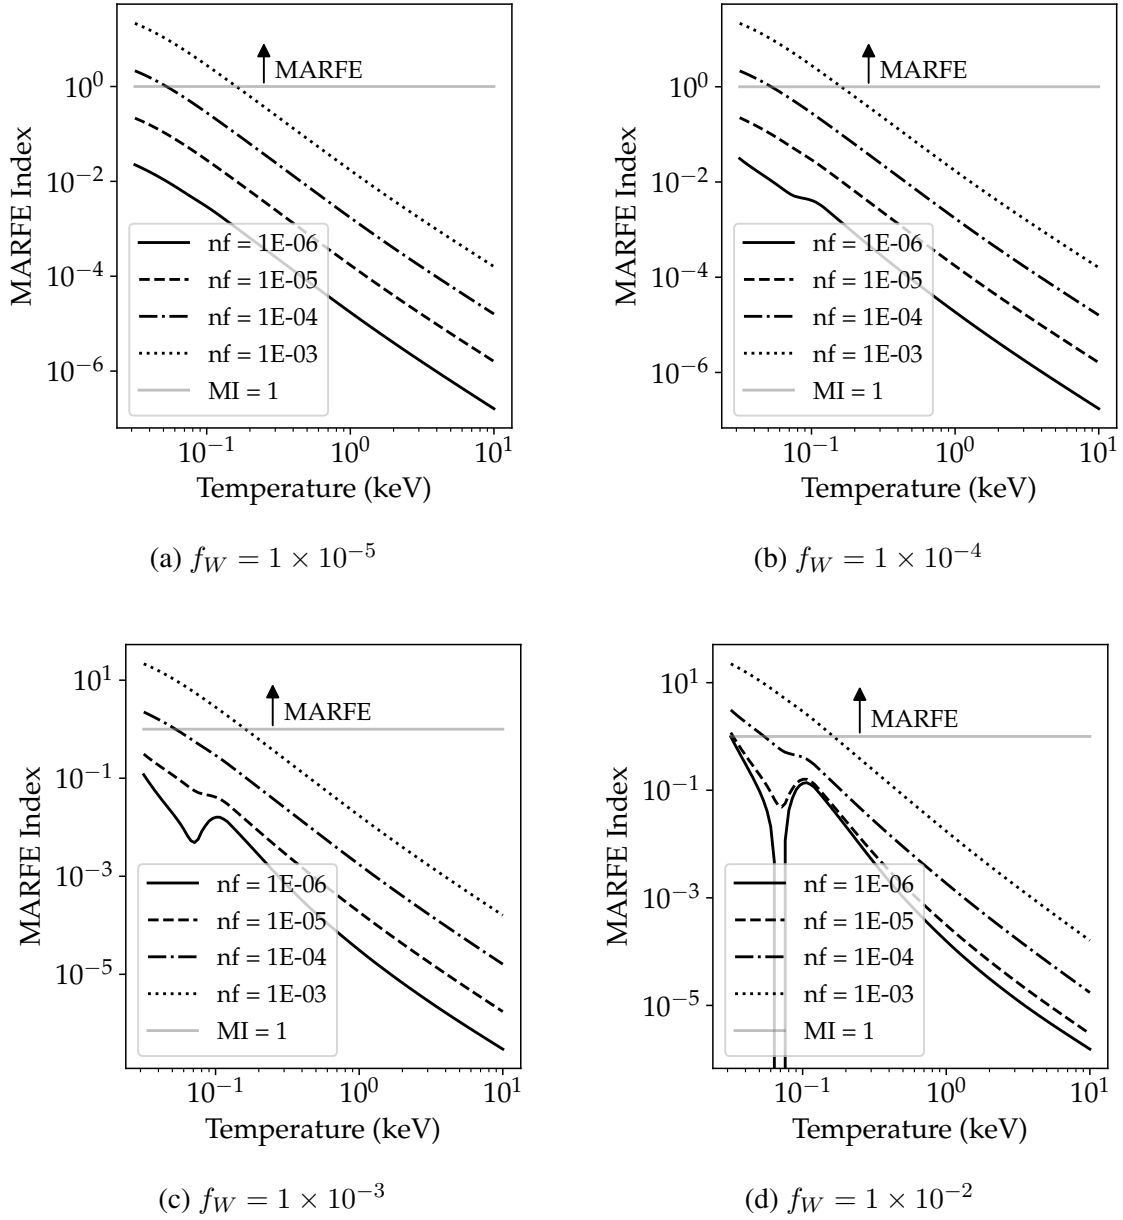 MARFE Index
10^0
10^{-2}
10^{-4}
10^{-6}
MARFE
nf = 1E-06
nf = 1E-05
nf = 1E-04
nf = 1E-03
MI = 1
10^{-1}
10^0
10^1
Temperature (keV)
(a) f_W = 1 × 10^{-5}
MARFE Index
10^0
10^{-2}
10^{-4}
10^{-6}
MARFE
nf = 1E-06
nf = 1E-05
nf = 1E-04
nf = 1E-03
MI = 1
10^{-1}
10^0
10^1
Temperature (keV)
(b) f_W = 1 × 10^{-4}
MARFE Index
10^1
10^{-1}
10^{-3}
10^{-5}
MARFE
nf = 1E-06
nf = 1E-05
nf = 1E-04
nf = 1E-03
MI = 1
10^{-1}
10^0
10^1
Temperature (keV)
(c) f_W = 1 × 10^{-3}
MARFE Index
10^1
10^{-1}
10^{-3}
10^{-5}
MARFE
nf = 1E-06
nf = 1E-05
nf = 1E-04
nf = 1E-03
MI = 1
10^{-1}
10^0
10^1
Temperature (keV)
(d) f_W = 1 × 10^{-2}